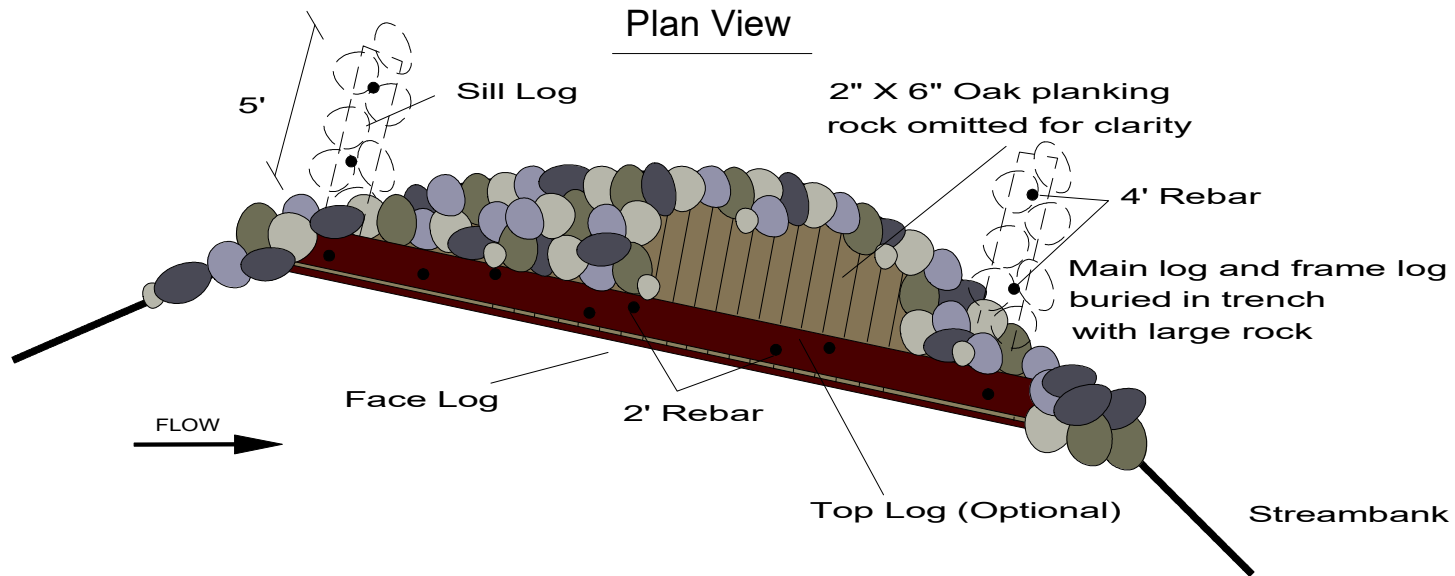 Plan View
5'
Sill Log
2" X 6" Oak planking
rock omitted for clarity
4' Rebar
Main log and frame log
buried in trench
with large rock
Face Log
2' Rebar
FLOW
Top Log (Optional)
Streambank